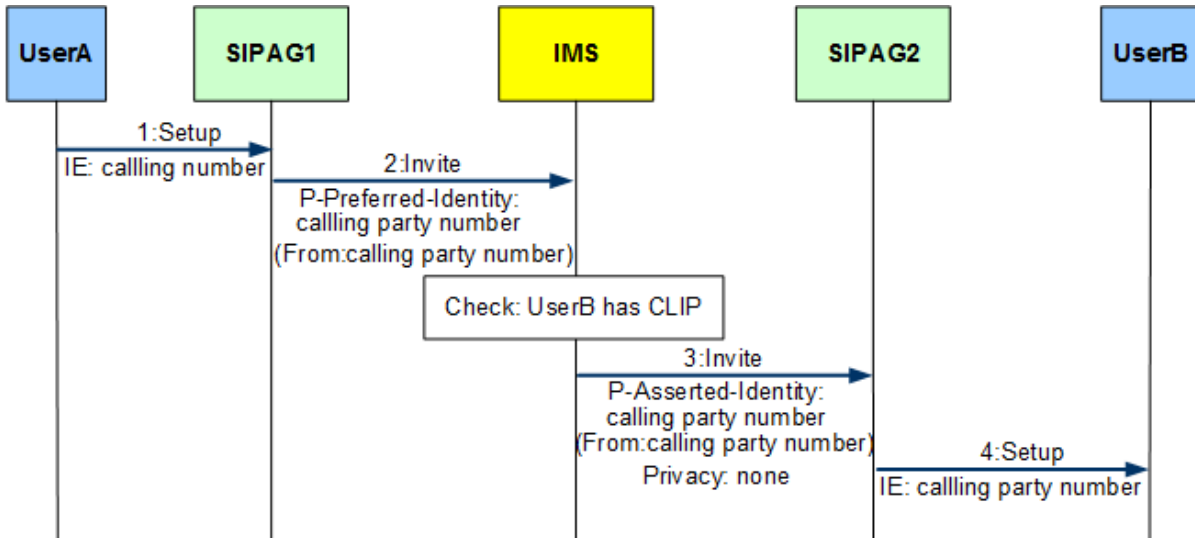 UserA
SIPAG1
IMS
SIPAG2
UserB
1:Setup
IE: callling number
2:Invite
P-Preferred-Identity:
callling party number
(From:calling party number)
Check: UserB has CLIP
3:Invite
P-Asserted-Identity:
calling party number
(From:calling party number)
Privacy: none
4:Setup
IE: callling party number